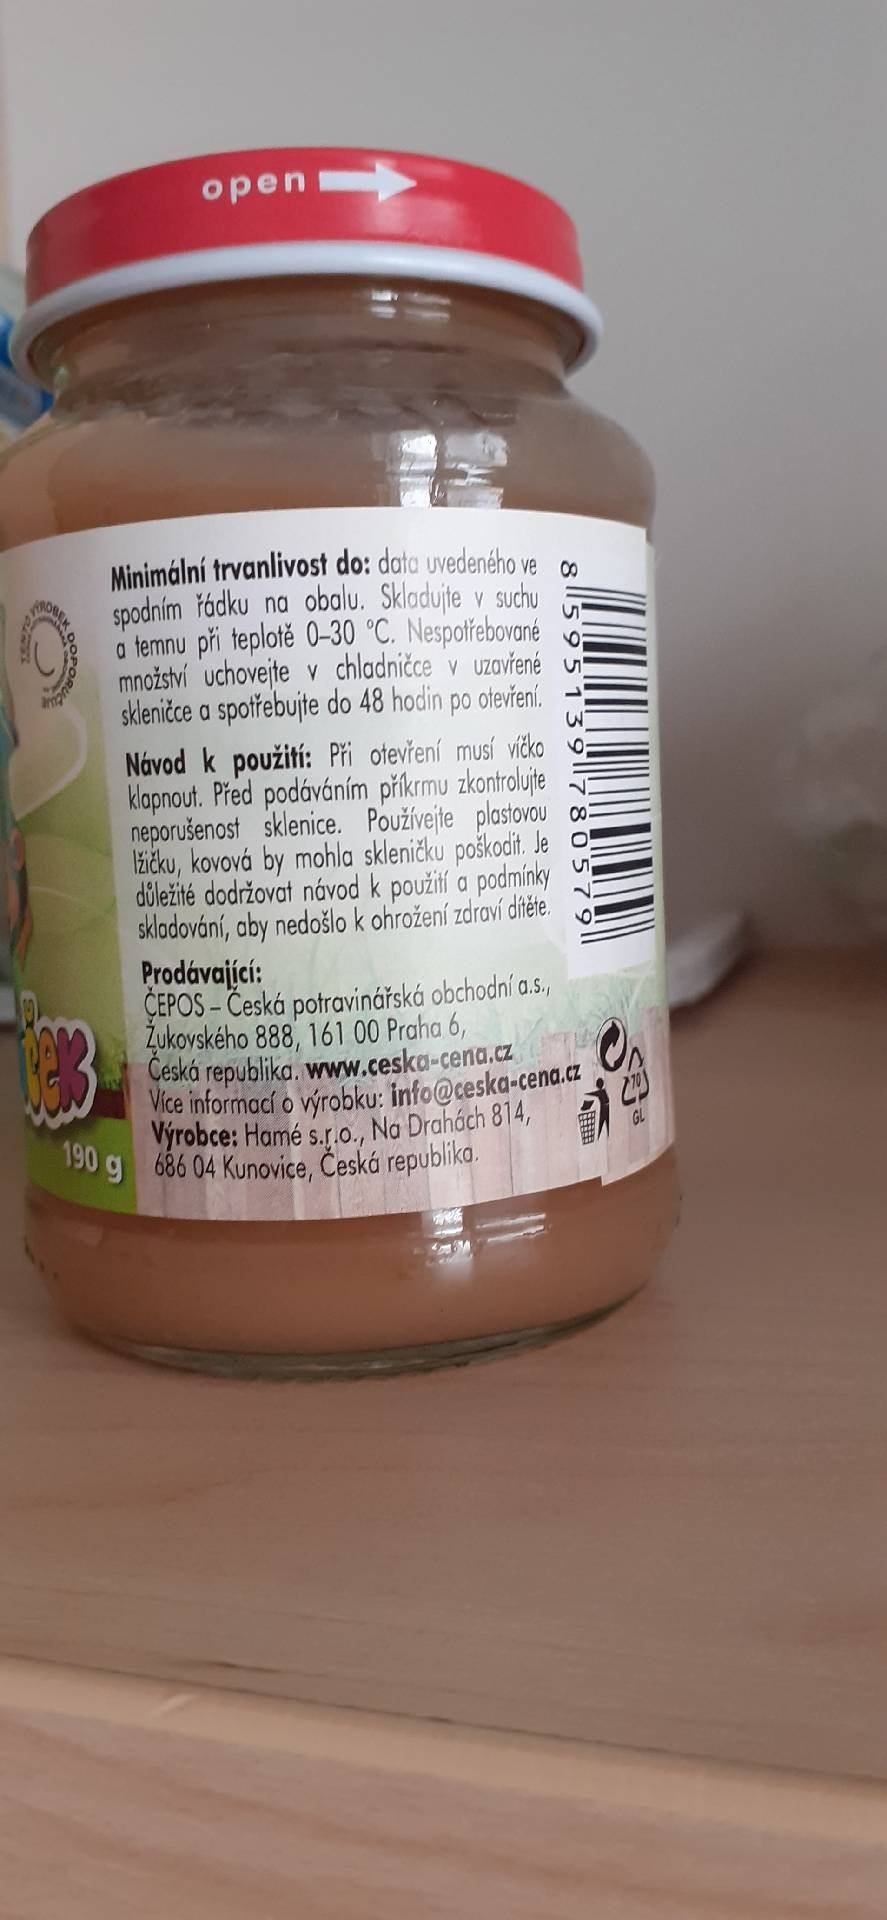 open
Minimální trvanlivost do: data uvedeného ve
spodním řádku na obalu. Skladujte v suchu
a temnu při teplotě 0–30 °C. Nespotřebované
množství uchovejte v chladničce v uzavřené
skleničce a spotřebujte do 48 hodin po otevření.
Návod k použití: Při otevření musí víčko
klapnout. Před podáváním příkrmu zkontrolujte
neporušenost sklenice. Používejte plastovou
lžičku, kovová by mohla skleničku poškodit. Je
důležité dodržovat návod k použití a podmínky
skladování, aby nedošlo k ohrožení zdraví dítěte.
Prodávající:
ČEPOS – Česká potravinářská obchodní a.s.,
Žukovského 888, 161 00 Praha 6,
Česká republika. www.ceska-cena.cz
Více informací o výrobku: info@ceska-cena.cz
Výrobce: Hamé s.r.o., Na Drahách 814,
686 04 Kunovice, Česká republika.
8 595139 780579
70
GL
TENTO VÝROBEK DOPORUČUJE
190 g